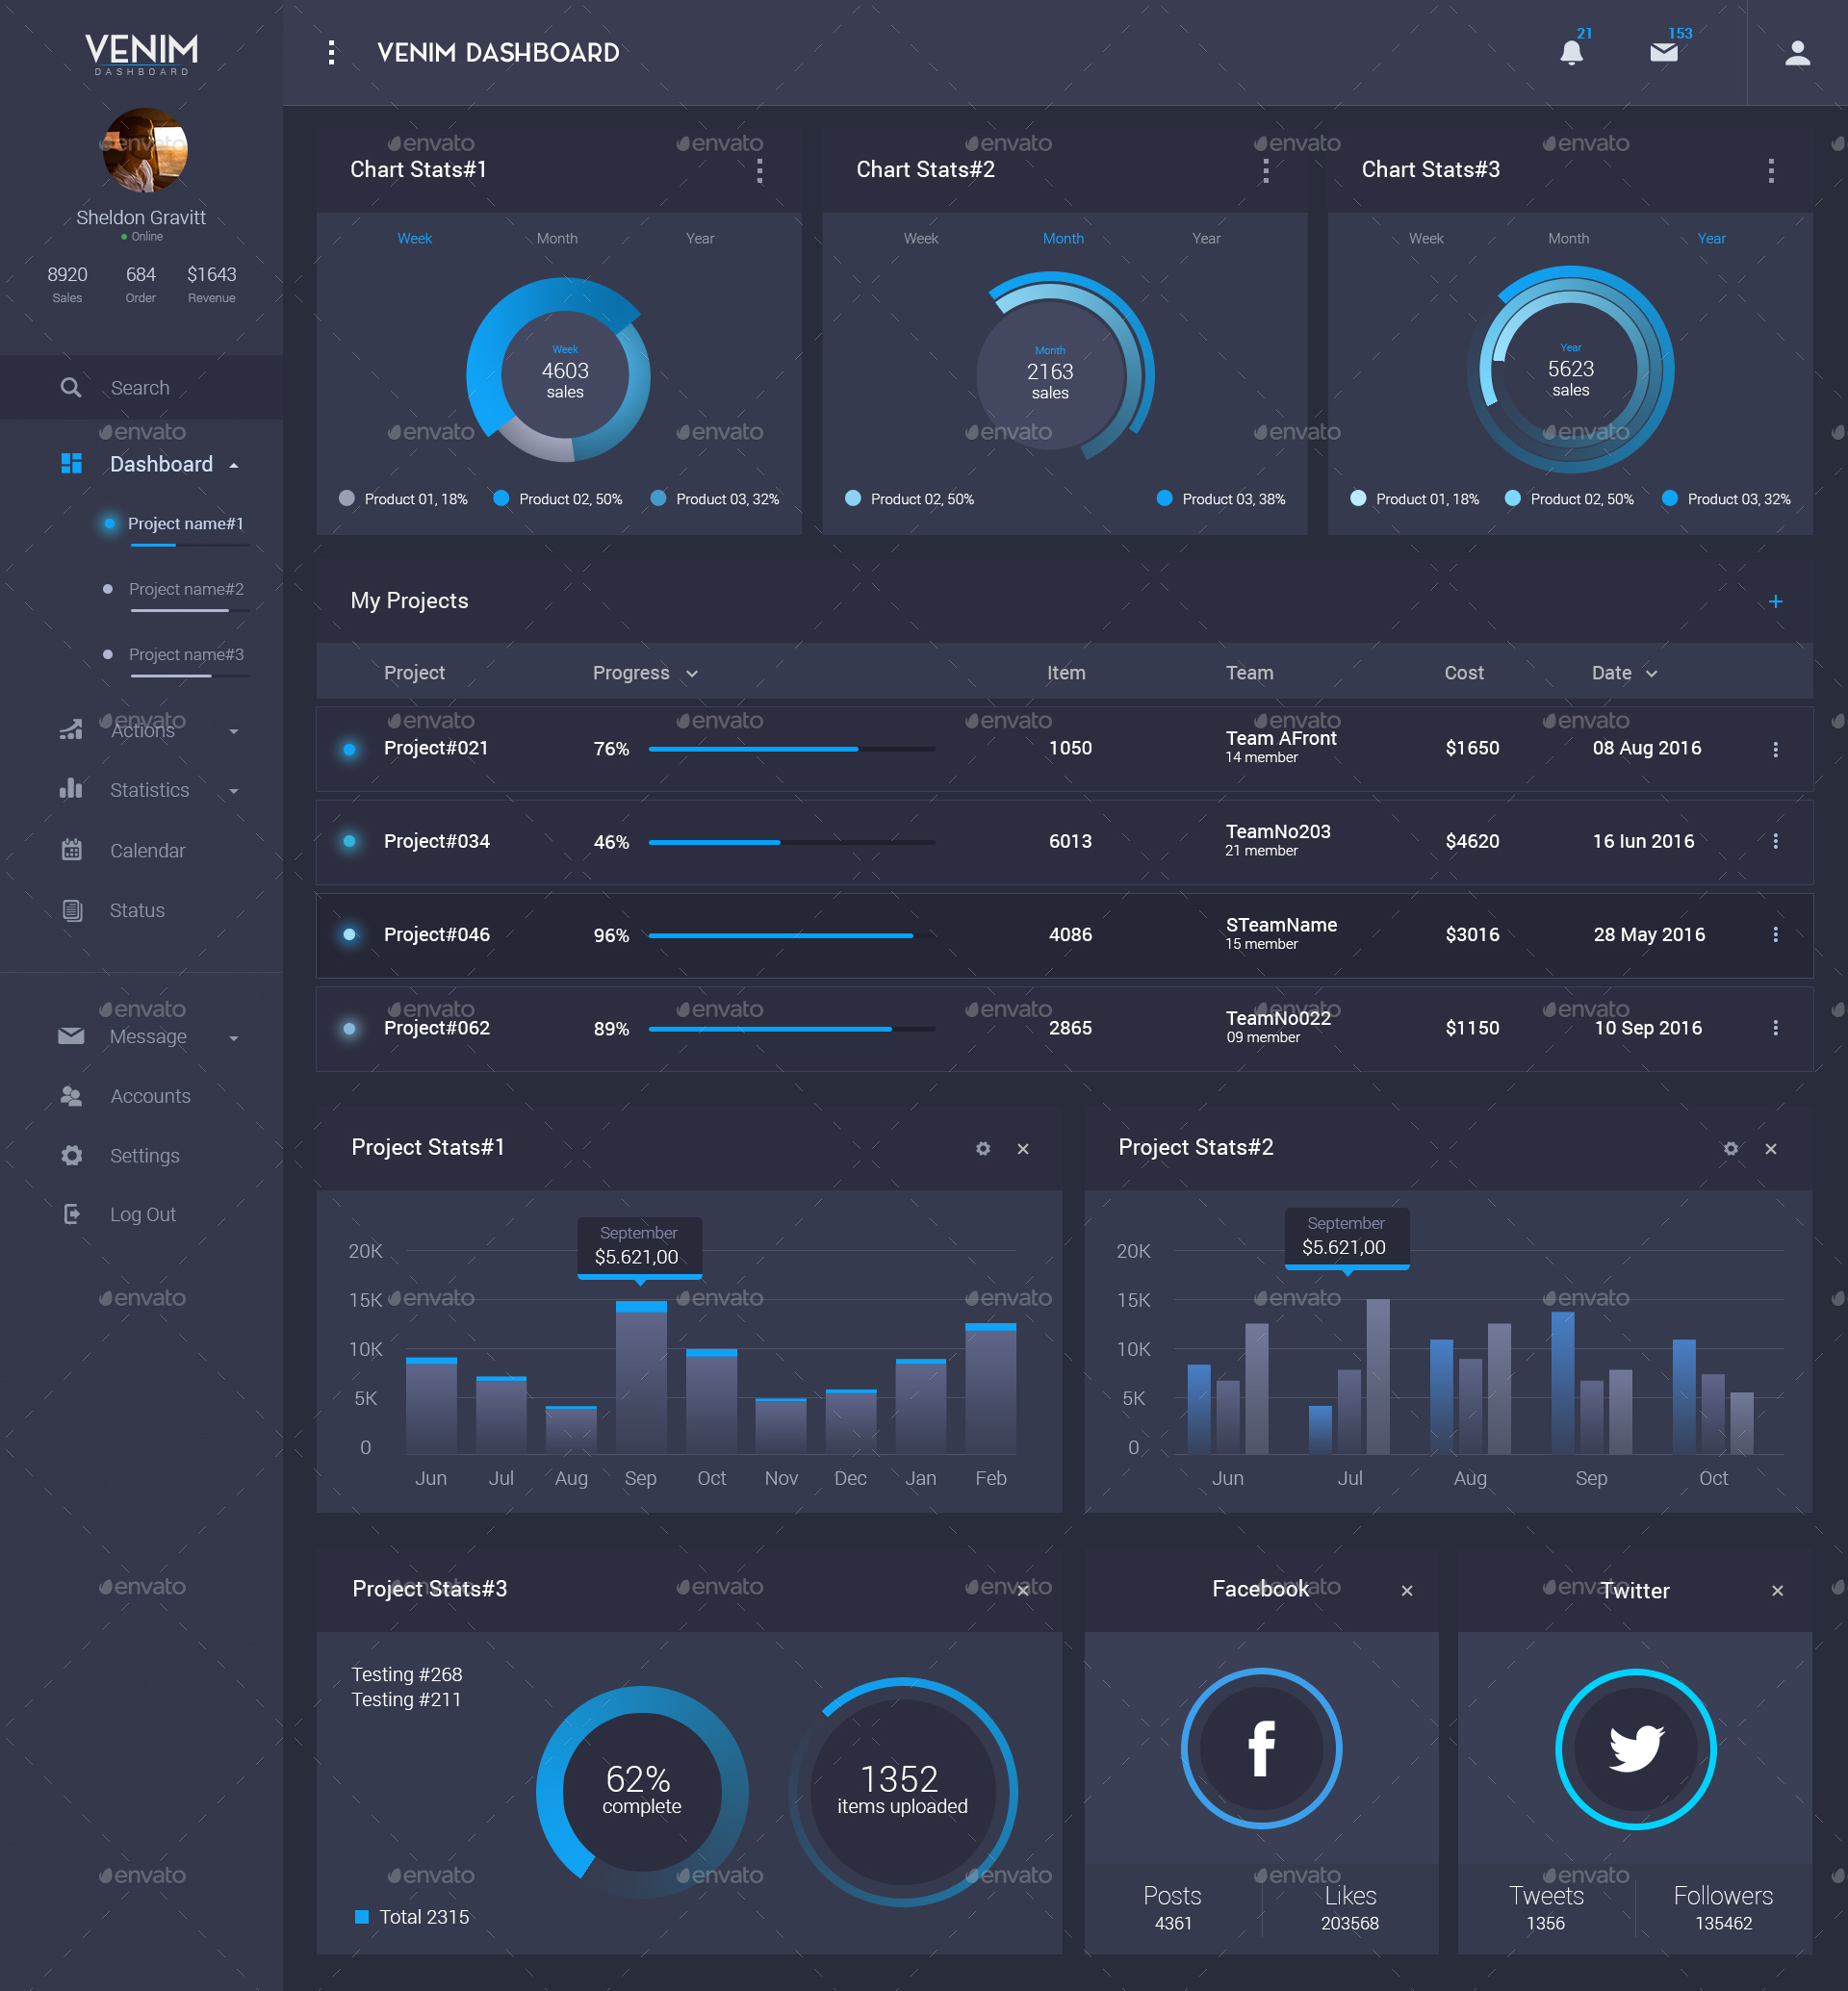 VENIM
DASHBOARD
Sheldon Gravitt
Online
8920 684 $1643
Sales Order Revenue
Search
Dashboard
Project name#1
Project name#2
Project name#3
Actions
Statistics
Calendar
Status
Message
Accounts
Settings
Log Out
VENIM DASHBOARD
21
153
Chart Stats#1
Week Month Year
Week
4603
sales
Product 01, 18% Product 02, 50% Product 03, 32%
Chart Stats#2
Week Month Year
Month
2163
sales
Product 02, 50% Product 03, 38%
Chart Stats#3
Week Month Year
Year
5623
sales
Product 01, 18% Product 02, 50% Product 03, 32%
My Projects
+
Project Progress Item Team Cost Date
Project#021 76% 1050 Team AFront $1650 08 Aug 2016
14 member
Project#034 46% 6013 TeamNo203 $4620 16 Iun 2016
21 member
Project#046 96% 4086 STeamName $3016 28 May 2016
15 member
Project#062 89% 2865 TeamNo022 $1150 10 Sep 2016
09 member
Project Stats#1
September
$5.621,00
20K
15K
10K
5K
0
Jun Jul Aug Sep Oct Nov Dec Jan Feb
Project Stats#2
September
$5.621,00
20K
15K
10K
5K
0
Jun Jul Aug Sep Oct
Project Stats#3
Testing #268
Testing #211
62%
complete
1352
items uploaded
Total 2315
Facebook
f
Posts Likes
4361 203568
Twitter
Tweets Followers
1356 135462
envato